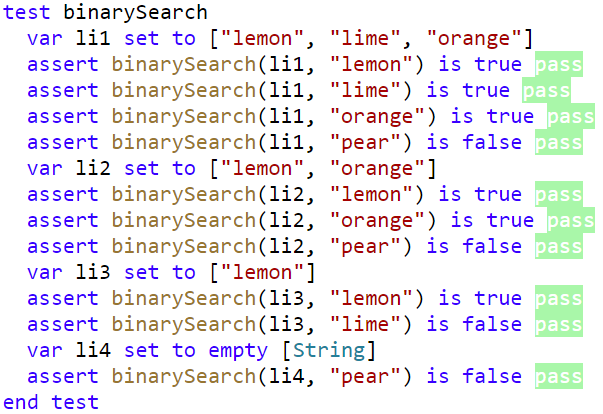 test binarySearch
  var li1 set to ["lemon", "lime", "orange"]
  assert binarySearch(li1, "lemon") is true pass
  assert binarySearch(li1, "lime") is true pass
  assert binarySearch(li1, "orange") is true pass
  assert binarySearch(li1, "pear") is false pass
  var li2 set to ["lemon", "orange"]
  assert binarySearch(li2, "lemon") is true pass
  assert binarySearch(li2, "orange") is true pass
  assert binarySearch(li2, "pear") is false pass
  var li3 set to ["lemon"]
  assert binarySearch(li3, "lemon") is true pass
  assert binarySearch(li3, "lime") is false pass
  var li4 set to empty [String]
  assert binarySearch(li4, "pear") is false pass
end test